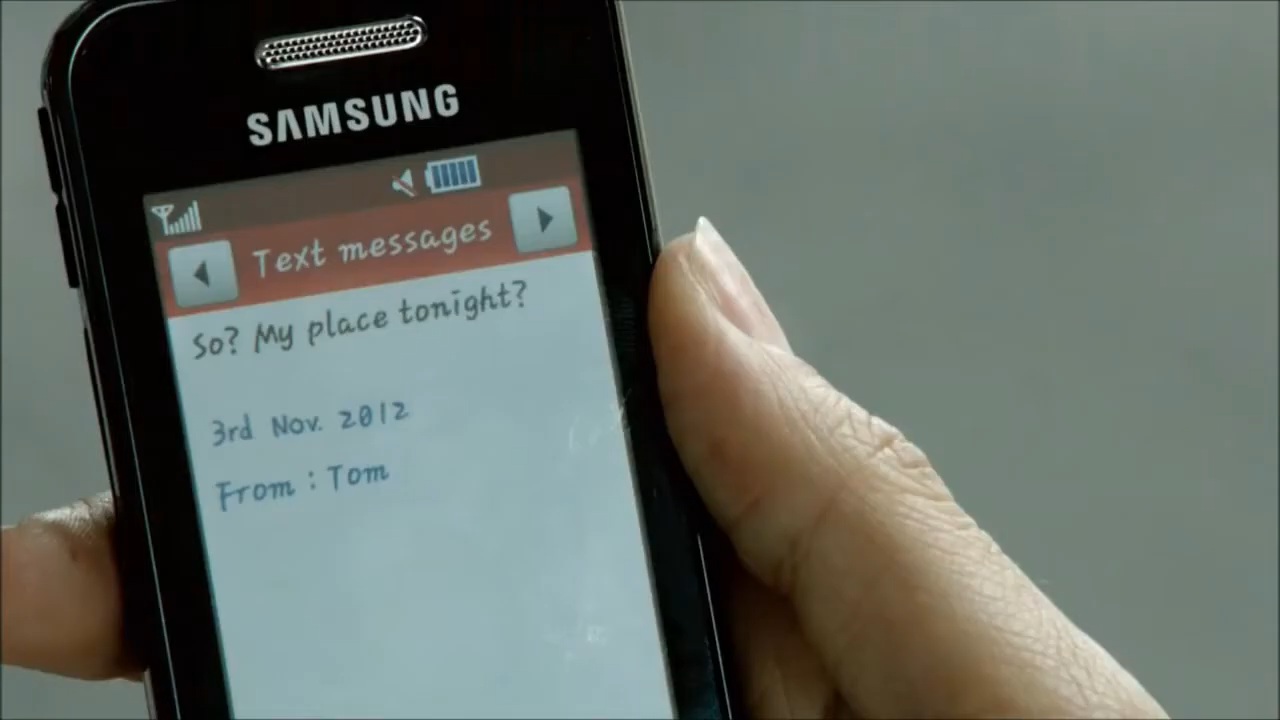 SAMSUNG
Text messages
So? My place tonight?
3rd Nov. 2012
From : Tom